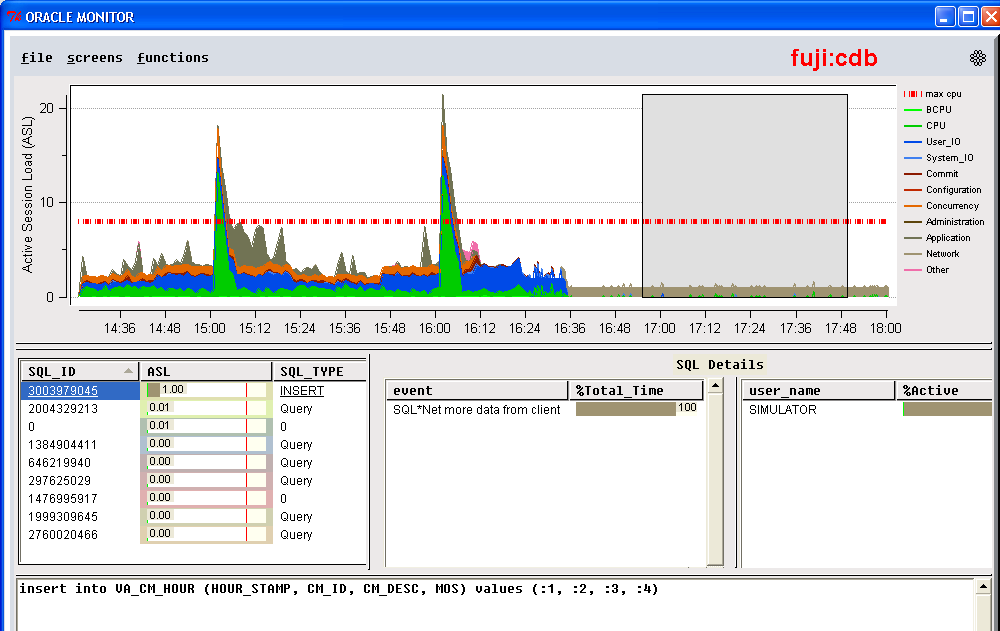 ORACLE MONITOR
File screens functions fuji:cdb
Active Session Load (ASL)
20
10
0
14:36 14:48 15:00 15:12 15:24 15:36 15:48 16:00 16:12 16:24 16:36 16:48 17:00 17:12 17:24 17:36 17:48 18:00
max cpu
BCPU
CPU
User_IO
System_IO
Commit
Configuration
Concurrency
Administration
Application
Network
Other
SQL_ID ASL SQL_TYPE
3003979045 1.00 INSERT
2004329213 0.01 Query
0 0.01 0
1384904411 0.00 Query
646219940 0.00 Query
297625029 0.00 Query
1476995917 0.00 0
1999309645 0.00 Query
2760020466 0.00 Query
SQL Details
event %Total_Time
SQL*Net more data from client 100
user_name %Active
SIMULATOR
insert into VA_CM_HOUR (HOUR_STAMP, CM_ID, CM_DESC, MOS) values (:1, :2, :3, :4)